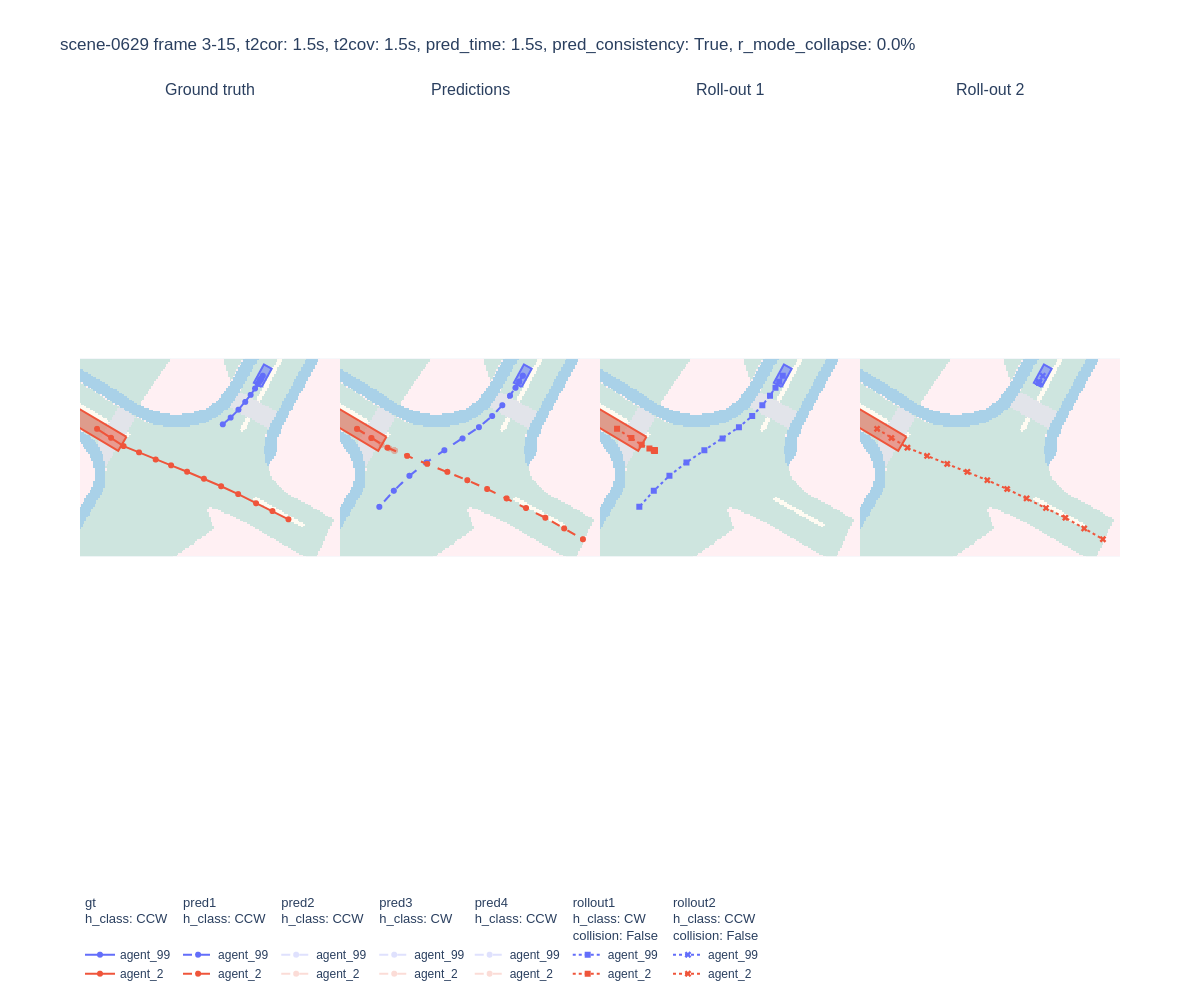 scene-0629 frame 3-15, t2cor: 1.5s, t2cov: 1.5s, pred_time: 1.5s, pred_consistency: True, r_mode_collapse: 0.0%
Ground truth Predictions Roll-out 1 Roll-out 2
gt pred1 pred2 pred3 pred4 rollout1 rollout2
h_class: CCW h_class: CCW h_class: CCW h_class: CW h_class: CCW h_class: CW h_class: CCW
collision: False collision: False
agent_99 agent_99 agent_99 agent_99 agent_99 agent_99 agent_99
agent_2 agent_2 agent_2 agent_2 agent_2 agent_2 agent_2